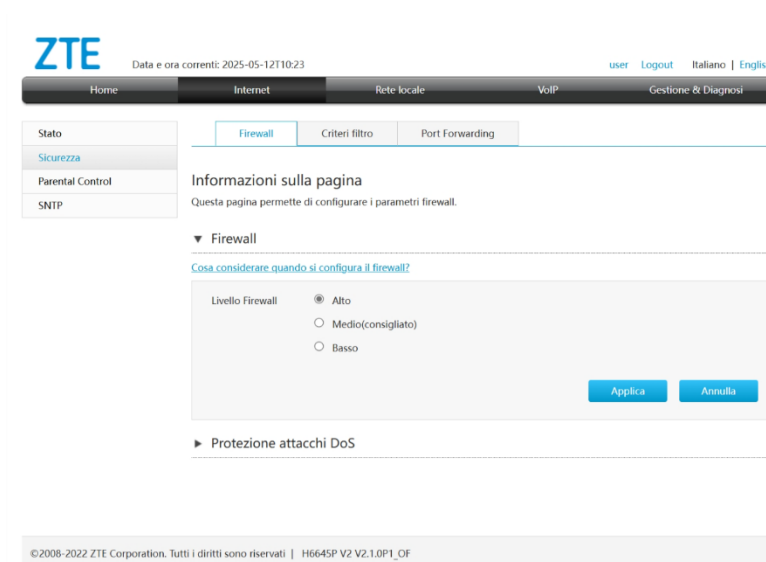 ZTE
Data e ora correnti: 2025-05-12T10:23
user Logout Italiano | Englis
Home Internet Rete locale VoIP Gestione & Diagnosi
Stato
Sicurezza
Parental Control
SNTP
Firewall Criteri filtro Port Forwarding
Informazioni sulla pagina
Questa pagina permette di configurare i parametri firewall.
▼ Firewall
Cosa considerare quando si configura il firewall?
Livello Firewall Alto
Medio(consigliato)
Basso
Applica Annulla
► Protezione attacchi DoS
©2008-2022 ZTE Corporation. Tutti i diritti sono riservati | H6645P V2 V2.1.0P1_OF